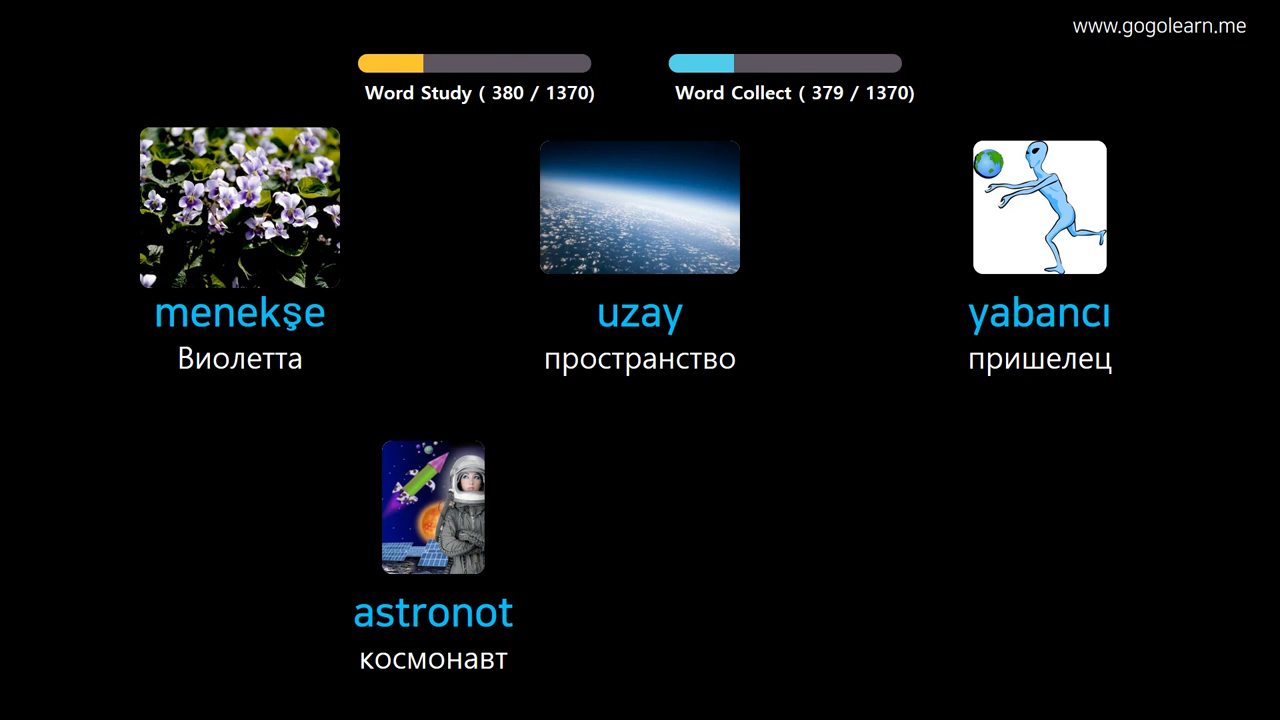 www.gogolearn.me
Word Study ( 380 / 1370)
Word Collect ( 379 / 1370)
menekşe
Виолетта
uzay
пространство
yabancı
пришелец
astronot
космонавт